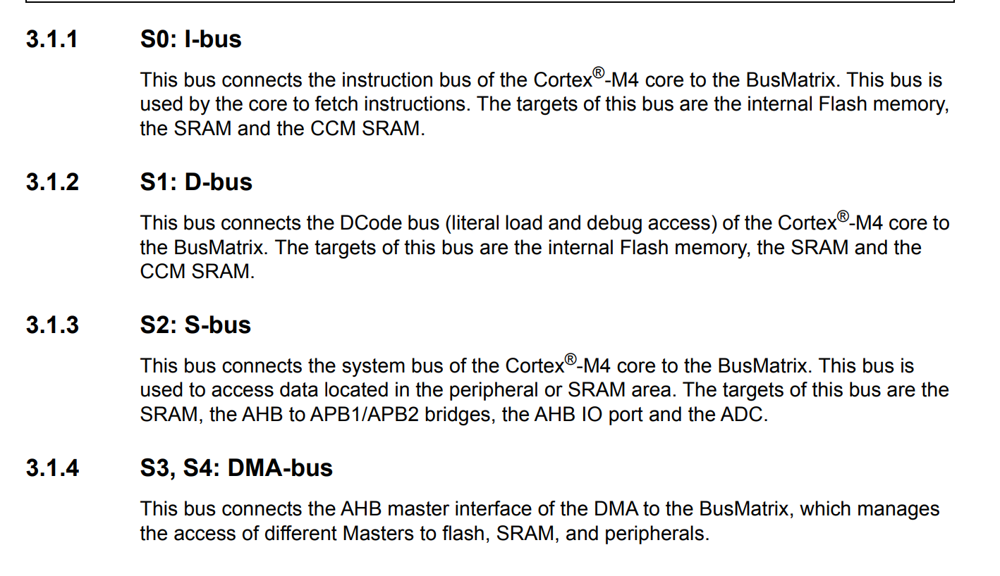 3.1.1 S0: I-bus
This bus connects the instruction bus of the Cortex®-M4 core to the BusMatrix. This bus is
used by the core to fetch instructions. The targets of this bus are the internal Flash memory,
the SRAM and the CCM SRAM.
3.1.2 S1: D-bus
This bus connects the DCode bus (literal load and debug access) of the Cortex®-M4 core to
the BusMatrix. The targets of this bus are the internal Flash memory, the SRAM and the
CCM SRAM.
3.1.3 S2: S-bus
This bus connects the system bus of the Cortex®-M4 core to the BusMatrix. This bus is
used to access data located in the peripheral or SRAM area. The targets of this bus are the
SRAM, the AHB to APB1/APB2 bridges, the AHB IO port and the ADC.
3.1.4 S3, S4: DMA-bus
This bus connects the AHB master interface of the DMA to the BusMatrix, which manages
the access of different Masters to flash, SRAM, and peripherals.